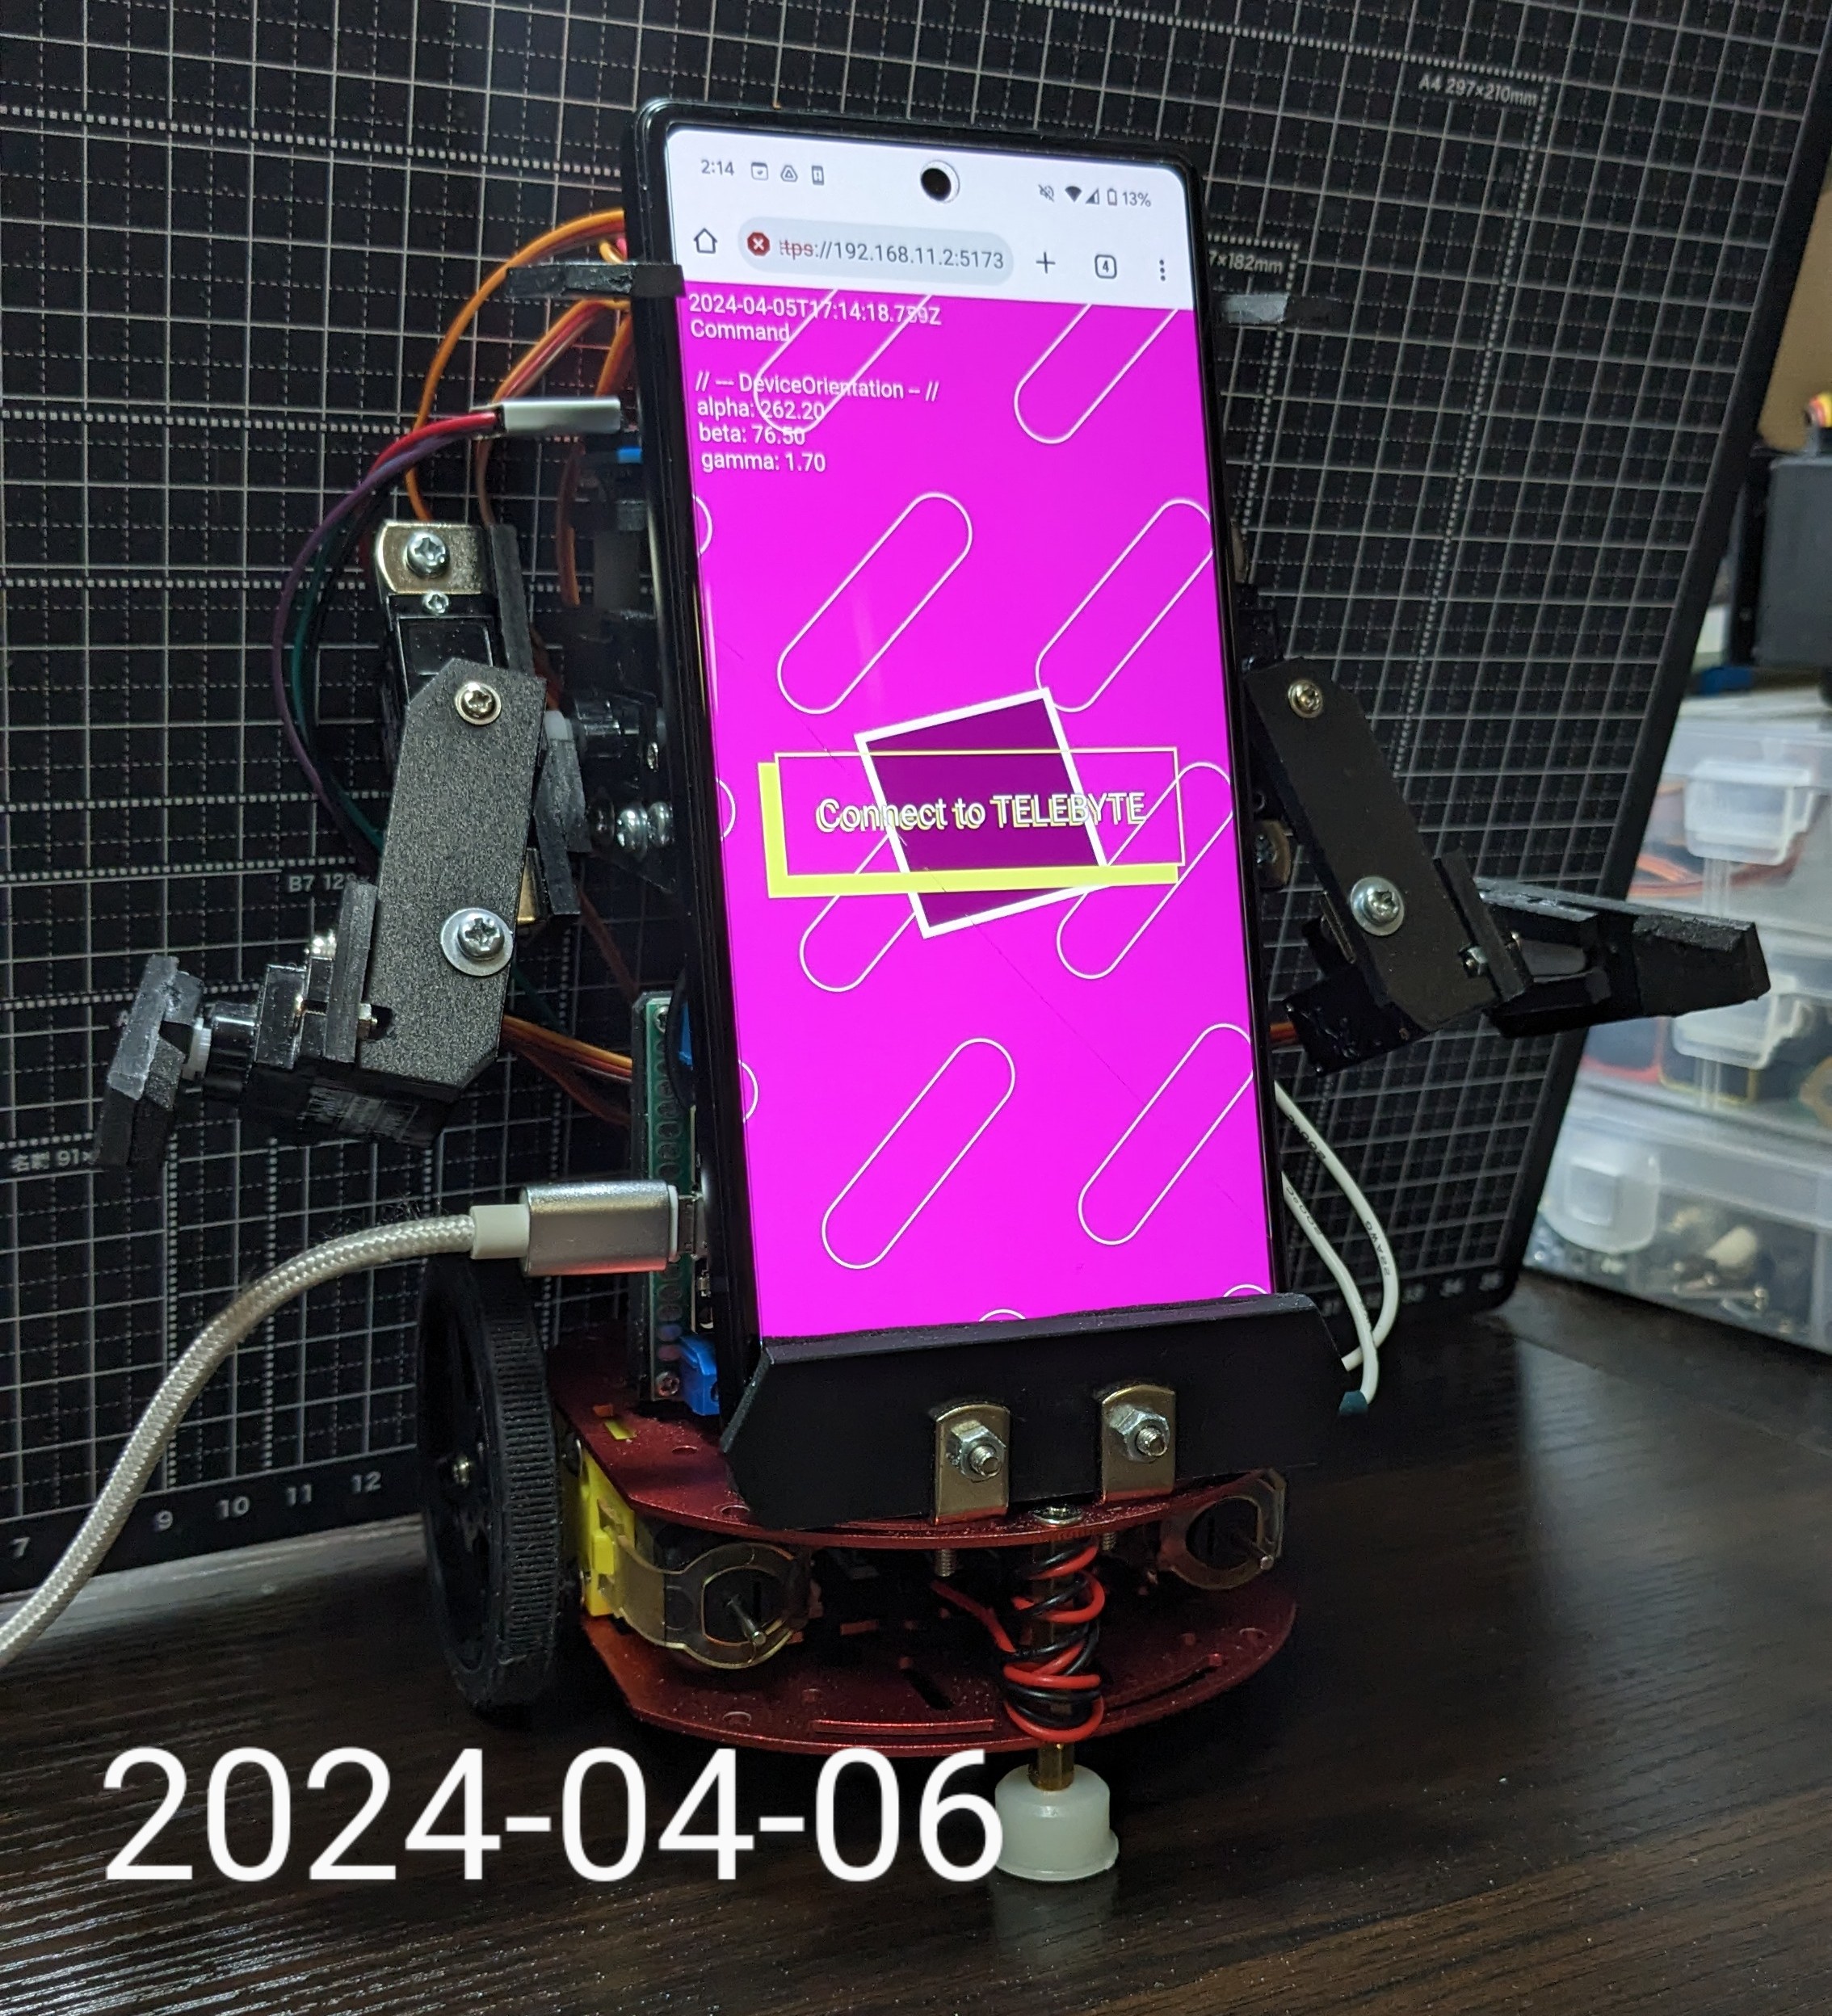 A4 297×210mm
7×182mm
2:14
13%
tps://192.168.11.2:5173
4
2024-04-05T17:14:18.759Z
Command
// --- DeviceOrientation -- //
alpha: 262.20
beta: 76.50
gamma: 1.70
Connect to TELEBYTE
B7 128
名刺 91×
7
9
10
11
12
2024-04-06